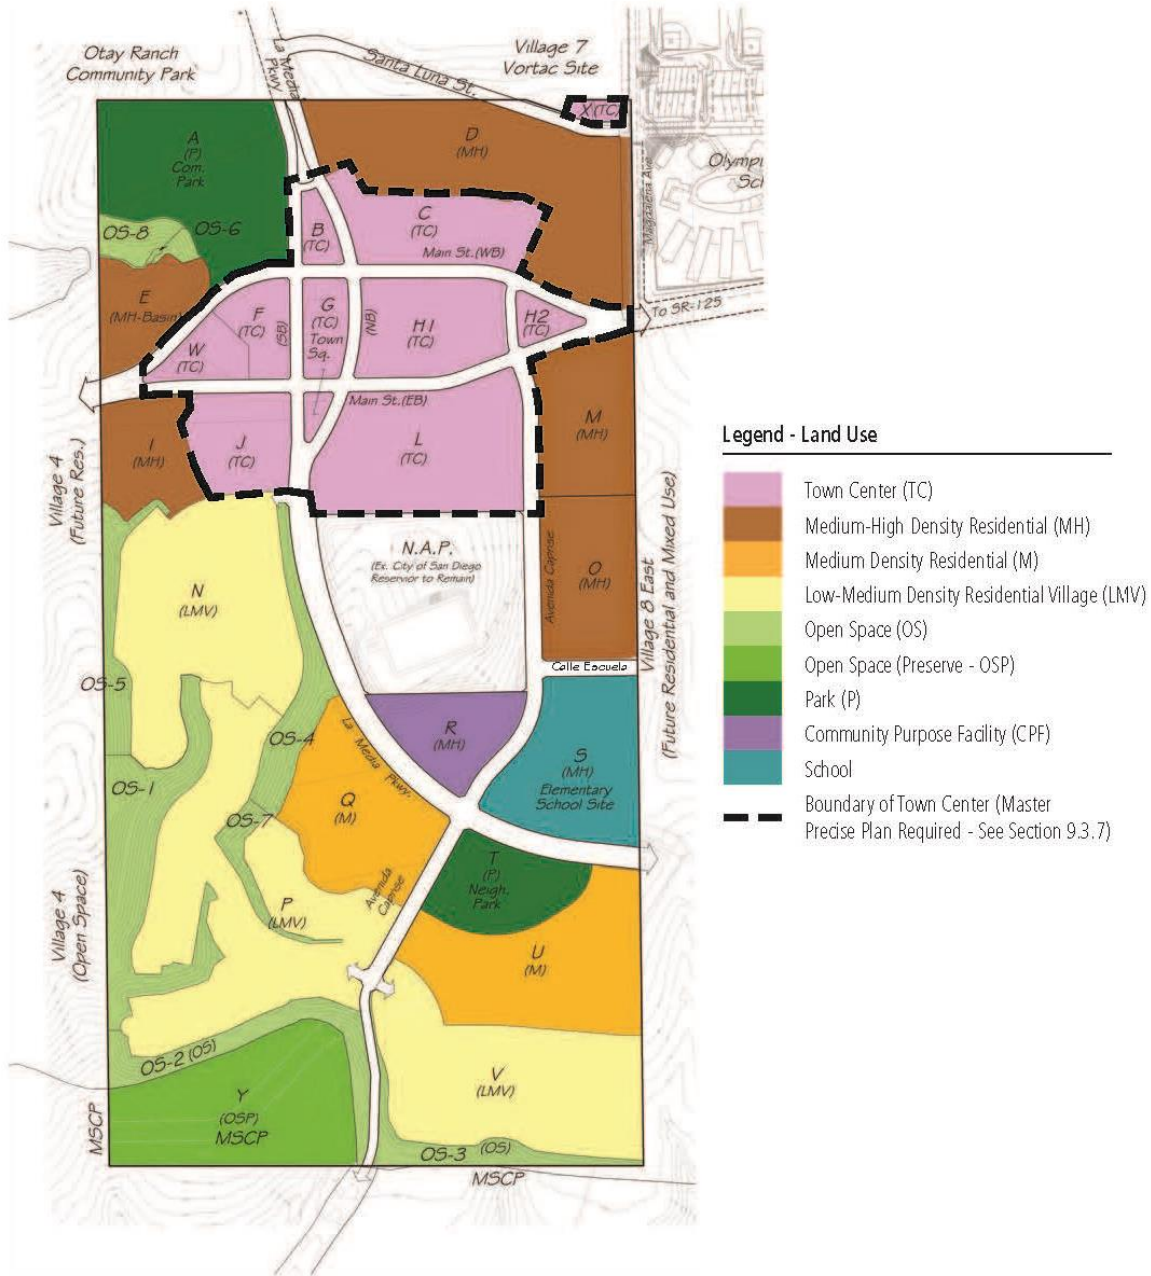 Otay Ranch
Community Park
La Media
Pkwy
Santa Luna St.
Village 7
Vortac Site
X (TC)
A
(P)
Com.
Park
D
(MH)
Magdalena Ave
OS-8
OS-6
B
(TC)
C
(TC)
Main St.(WB)
To SR-125
E
(MH-Basin)
F
(TC)
(SB)
G
(TC)
Town
Sq.
(NB)
H1
(TC)
H2
(TC)
W
(TC)
Main St.(EB)
Village 4
(Future Res.)
I
(MH)
J
(TC)
L
(TC)
M
(MH)
N.A.P.
(Ex. City of San Diego
Reservior to Remain)
Avenida Caprise
O
(MH)
Village 8 East
(Future Residential and Mixed Use)
N
(LMV)
Calle Escuela
OS-5
OS-4
La Media Pkwy.
R
(MH)
S
(MH)
Elementary
School Site
OS-1
OS-7
Q
(M)
T
(P)
Neigh.
Park
Avenida
Caprise
Village 4
(Open Space)
P
(LMV)
U
(M)
OS-2 (OS)
V
(LMV)
Y
(OSP)
MSCP
MSCP
OS-3 (OS)
MSCP
Legend - Land Use
Town Center (TC)
Medium-High Density Residential (MH)
Medium Density Residential (M)
Low-Medium Density Residential Village (LMV)
Open Space (OS)
Open Space (Preserve - OSP)
Park (P)
Community Purpose Facility (CPF)
School
Boundary of Town Center (Master
Precise Plan Required - See Section 9.3.7)